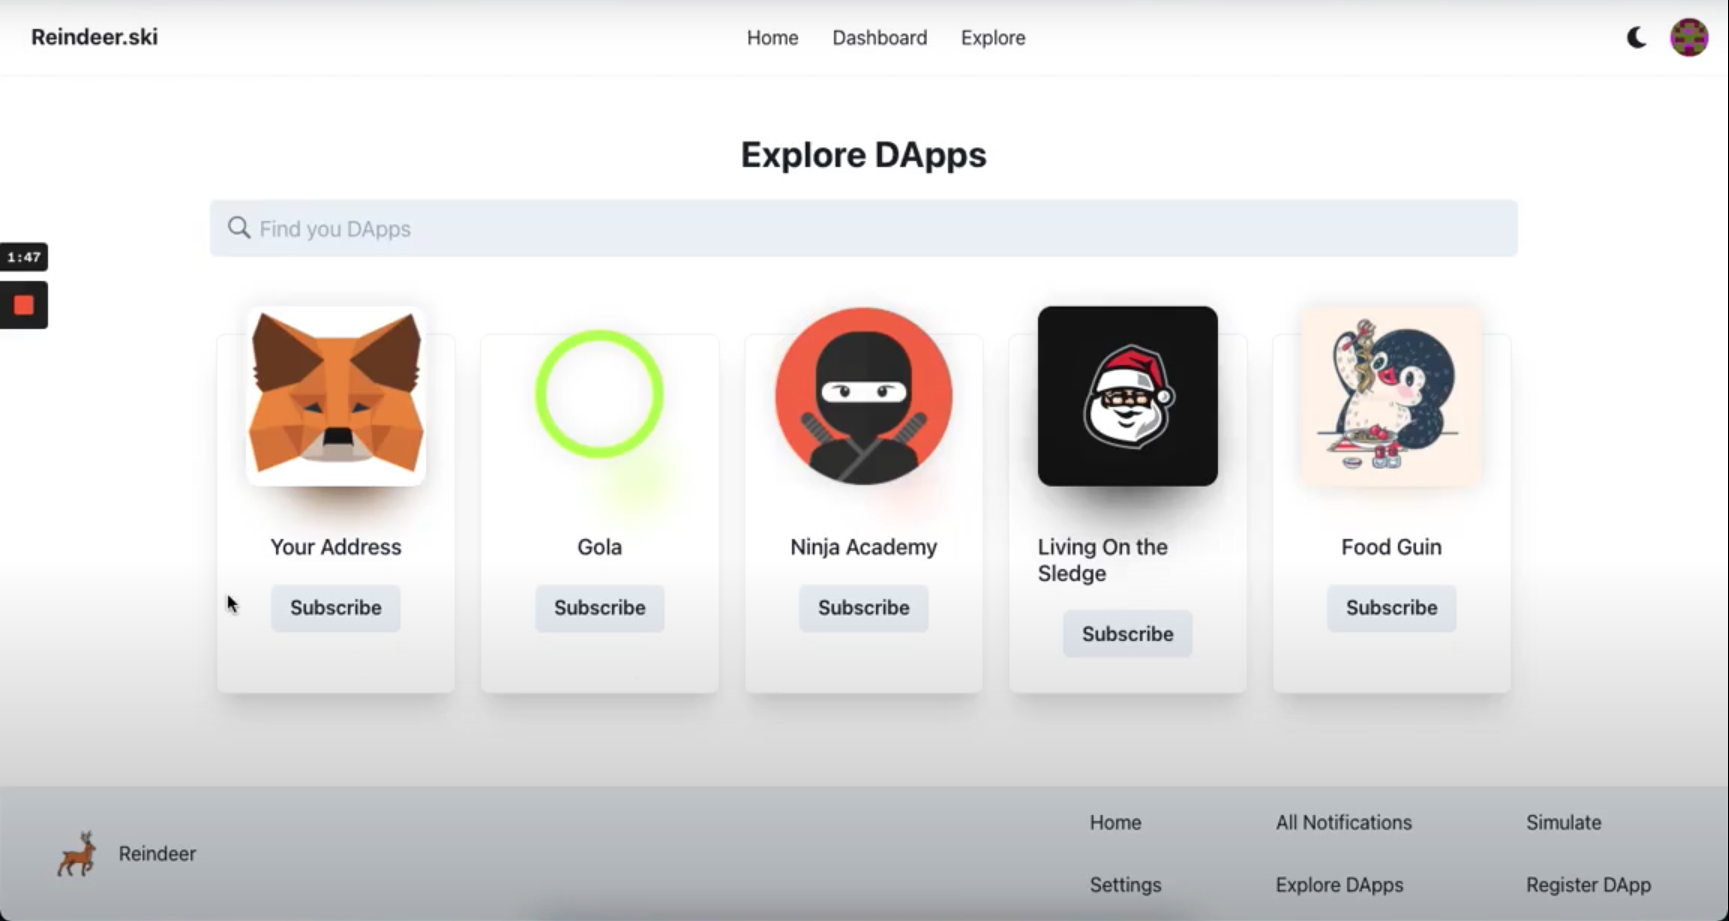 Reindeer.ski
Home
Dashboard
Explore
Explore DApps
Find you DApps
1:47
Your Address
Gola
Ninja Academy
Living On the
Sledge
Food Guin
Subscribe
Subscribe
Subscribe
Subscribe
Subscribe
Reindeer
Home
All Notifications
Simulate
Settings
Explore DApps
Register DApp